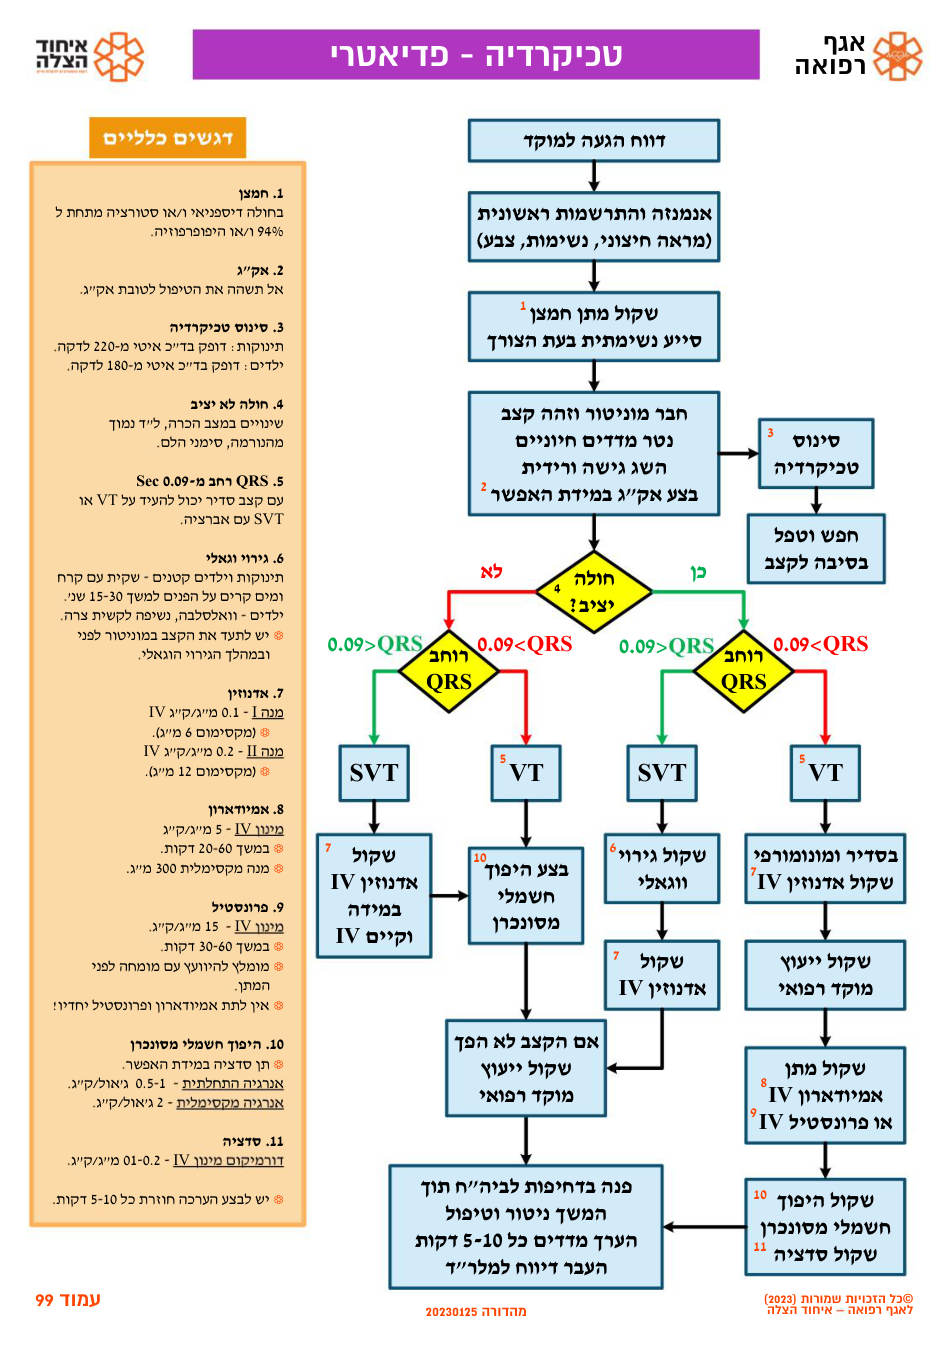 אגף
רפואה
טכיקרדיה - פדיאטרי
איחוד
הצלה
דווח הגעה למוקד
אנמנזה והתרשמות ראשונית
(מראה חיצוני, נשימות, צבע)
שקול מתן חמצן 1
סייע נשימתית בעת הצורך
חבר מוניטור וזהה קצב
נטר מדדים חיוניים
השג גישה ורידית
בצע אק״ג במידת האפשר 2
סינוס 3
טכיקרדיה
חפש וטפל
בסיבה לקצב
חולה
יציב? 4
כן
לא
0.09<QRS
רוחב
QRS
0.09>QRS
0.09<QRS
רוחב
QRS
0.09>QRS
VT 5
SVT
VT 5
SVT
בסדיר ומונומורפי
שקול אדנוזין IV 7
שקול ייעוץ
מוקד רפואי
שקול מתן
אמיודארון IV 8
או פרונסטיל IV 9
שקול היפוך 10
חשמלי מסונכרן
שקול סדציה 11
שקול גירוי 6
וואגלי
שקול 7
אדנוזין IV
בצע היפוך 10
חשמלי
מסונכרן
שקול 7
אדנוזין IV
במידה
וקיים IV
אם הקצב לא הפך
שקול ייעוץ
מוקד רפואי
פנה בדחיפות לביה״ח תוך
המשך ניטור וטיפול
הערך מדדים כל 5-10 דקות
העבר דיווח למלר״ד
דגשים כלליים
1. חמצן
בחולה דיספניאי ו/או סטורציה מתחת ל
94% ו/או היפופרפוזיה.
2. אק״ג
אל תשהה את הטיפול לטובת אק״ג.
3. סינוס טכיקרדיה
תינוקות: דופק בד״כ איטי מ-220 לדקה.
ילדים: דופק בד״כ איטי מ-180 לדקה.
4. חולה לא יציב
שינויים במצב הכרה, ל״ד נמוך
מהנורמה, סימני הלם.
5. QRS רחב מ-0.09 Sec
עם קצב סדיר יכול להעיד על VT או
SVT עם אברציה.
6. גירוי וגאלי
תינוקות וילדים קטנים - שקית עם קרח
ומים קרים על הפנים למשך 15-30 שני׳.
ילדים - וואלסלבה, נשיפה לקשית צרה.
יש לתעד את הקצב במוניטור לפני
ובמהלך הגירוי הוגאלי.
7. אדנוזין
מנה I - 0.1 מ״ג/ק״ג IV
(מקסימום 6 מ״ג).
מנה II - 0.2 מ״ג/ק״ג IV
(מקסימום 12 מ״ג).
8. אמיודארון
מינון IV - 5 מ״ג/ק״ג
במשך 20-60 דקות.
מנה מקסימלית 300 מ״ג.
9. פרונסטיל
מינון IV - 15 מ״ג/ק״ג.
במשך 30-60 דקות.
מומלץ להיוועץ עם מומחה לפני
המתן.
אין לתת אמיודארון ופרונסטיל יחדיו!
10. היפוך חשמלי מסונכרן
תן סדציה במידת האפשר.
אנרגיה התחלתית - 0.5-1 ג׳אול/ק״ג.
אנרגיה מקסימלית - 2 ג׳אול/ק״ג.
11. סדציה
דורמיקום מינון IV - 01-0.2 מ״ג/ק״ג.
יש לבצע הערכה חוזרת כל 5-10 דקות.
©כל הזכויות שמורות (2023)
לאגף רפואה – איחוד הצלה
מהדורה 20230125
עמוד 99